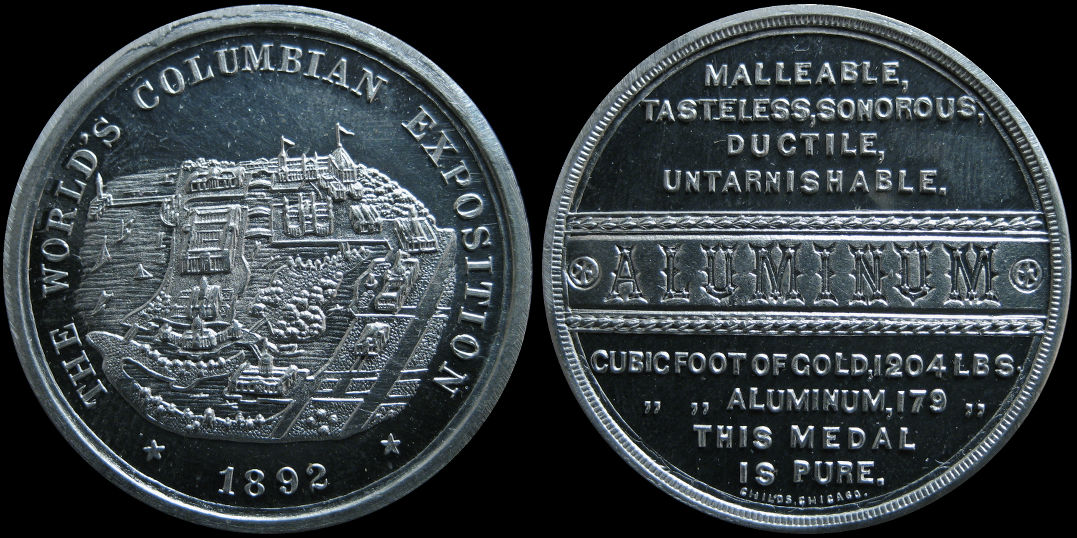 THE WORLD'S COLUMBIAN EXPOSITION
1892
MALLEABLE,
TASTELESS,SONOROUS,
DUCTILE,
UNTARNISHABLE.
ALUMINUM
CUBIC FOOT OF GOLD,1204 LBS.
„ „ ALUMINUM,179 „
THIS MEDAL
IS PURE.
CHILDS.CHICAGO.